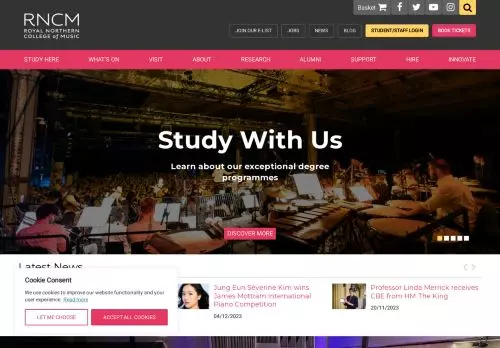 Basket
RNCM
ROYAL NORTHERN
COLLEGE of MUSIC
JOIN OUR E-LIST
JOBS
NEWS
BLOG
STUDENT/STAFF LOGIN
BOOK TICKETS
STUDY HERE
WHAT'S ON
VISIT
ABOUT
RESEARCH
ALUMNI
SUPPORT
HIRE
INNOVATE
Study With Us
Learn about our exceptional degree
programmes
DISCOVER MORE
Latest News
Jung Eun Séverine Kim wins
James Mottram International
Piano Competition
04/12/2023
Professor Linda Merrick receives
CBE from HM The King
20/11/2023
Cookie Consent
We use cookies to improve our website functionality and your
user experience. Read more
LET ME CHOOSE
ACCEPT ALL COOKIES